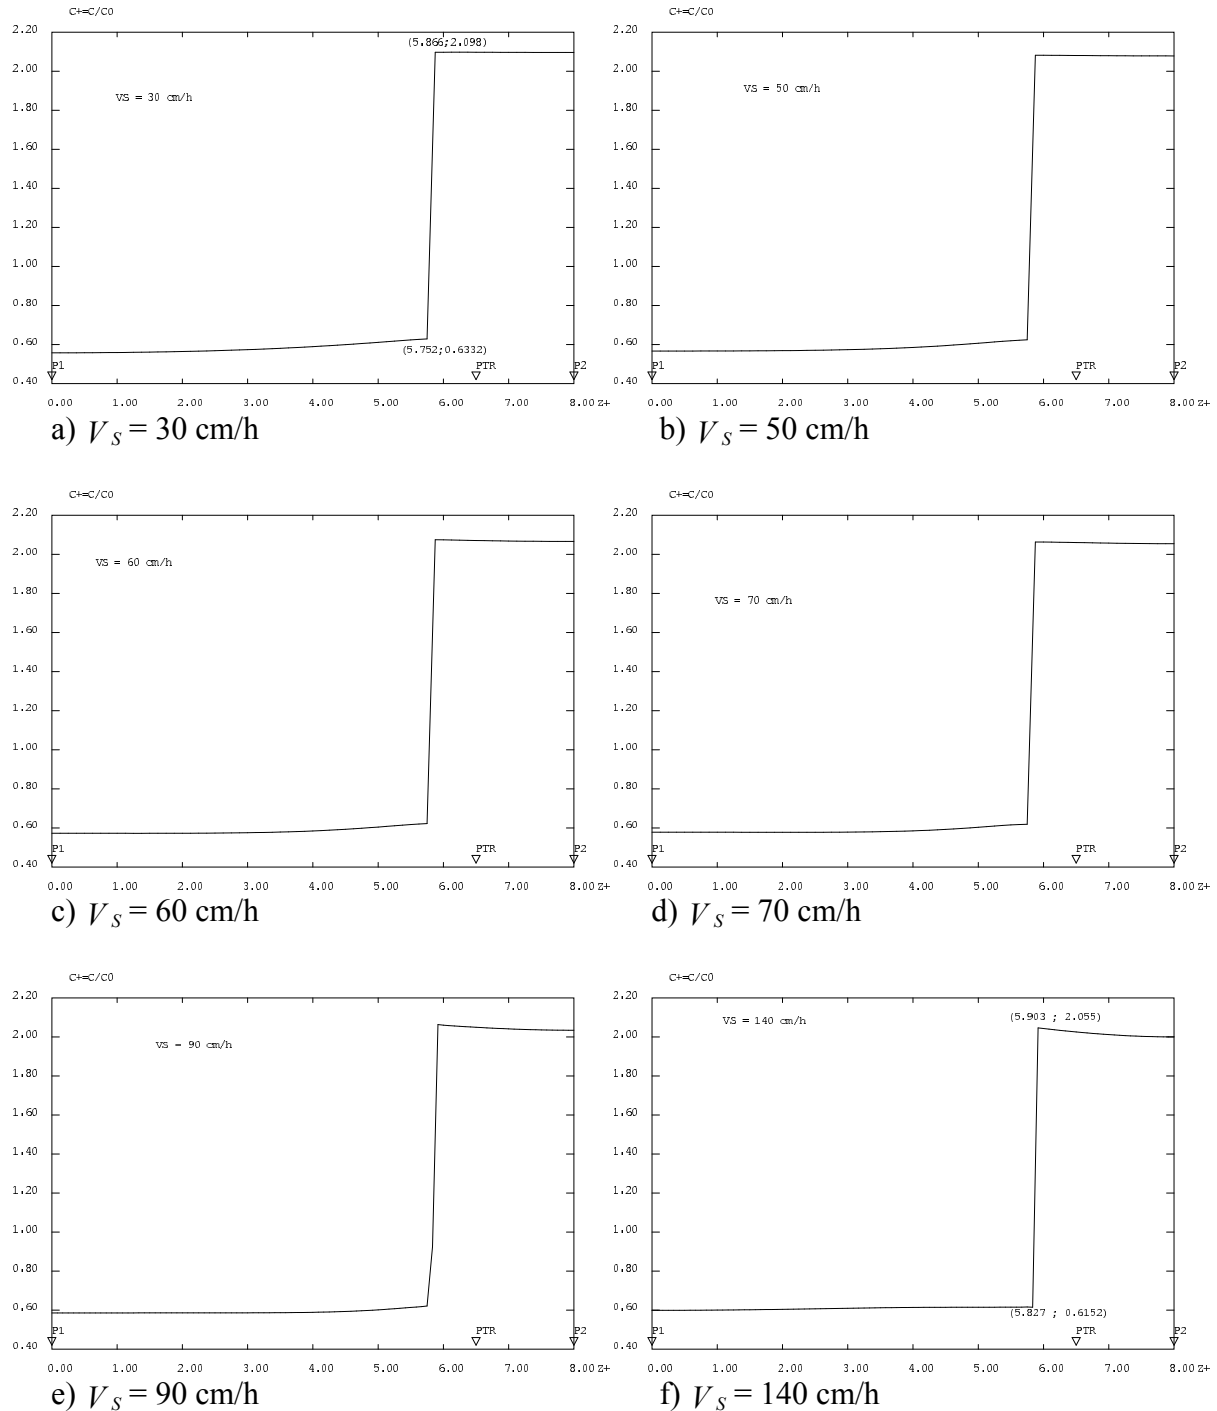 C+=C/C0
2.20
2.00
1.80
1.60
1.40
1.20
1.00
0.80
0.60
0.40
(5.866;2.098)
VS = 30 cm/h
(5.752;0.6332)
P1
PTR
P2
0.00 1.00 2.00 3.00 4.00 5.00 6.00 7.00 8.00 Z+
a) V S = 30 cm/h
C+=C/C0
2.20
2.00
1.80
1.60
1.40
1.20
1.00
0.80
0.60
0.40
VS = 50 cm/h
P1
PTR
P2
0.00 1.00 2.00 3.00 4.00 5.00 6.00 7.00 8.00 Z+
b) V S = 50 cm/h
C+=C/C0
2.20
2.00
1.80
1.60
1.40
1.20
1.00
0.80
0.60
0.40
VS = 60 cm/h
P1
PTR
P2
0.00 1.00 2.00 3.00 4.00 5.00 6.00 7.00 8.00 Z+
c) V S = 60 cm/h
C+=C/C0
2.20
2.00
1.80
1.60
1.40
1.20
1.00
0.80
0.60
0.40
VS = 70 cm/h
P1
PTR
P2
0.00 1.00 2.00 3.00 4.00 5.00 6.00 7.00 8.00 Z+
d) V S = 70 cm/h
C+=C/C0
2.20
2.00
1.80
1.60
1.40
1.20
1.00
0.80
0.60
0.40
VS = 90 cm/h
P1
PTR
P2
0.00 1.00 2.00 3.00 4.00 5.00 6.00 7.00 8.00 Z+
e) V S = 90 cm/h
C+=C/C0
2.20
2.00
1.80
1.60
1.40
1.20
1.00
0.80
0.60
0.40
(5.903 ; 2.055)
VS = 140 cm/h
(5.827 ; 0.6152)
P1
PTR
P2
0.00 1.00 2.00 3.00 4.00 5.00 6.00 7.00 8.00 Z+
f) V S = 140 cm/h